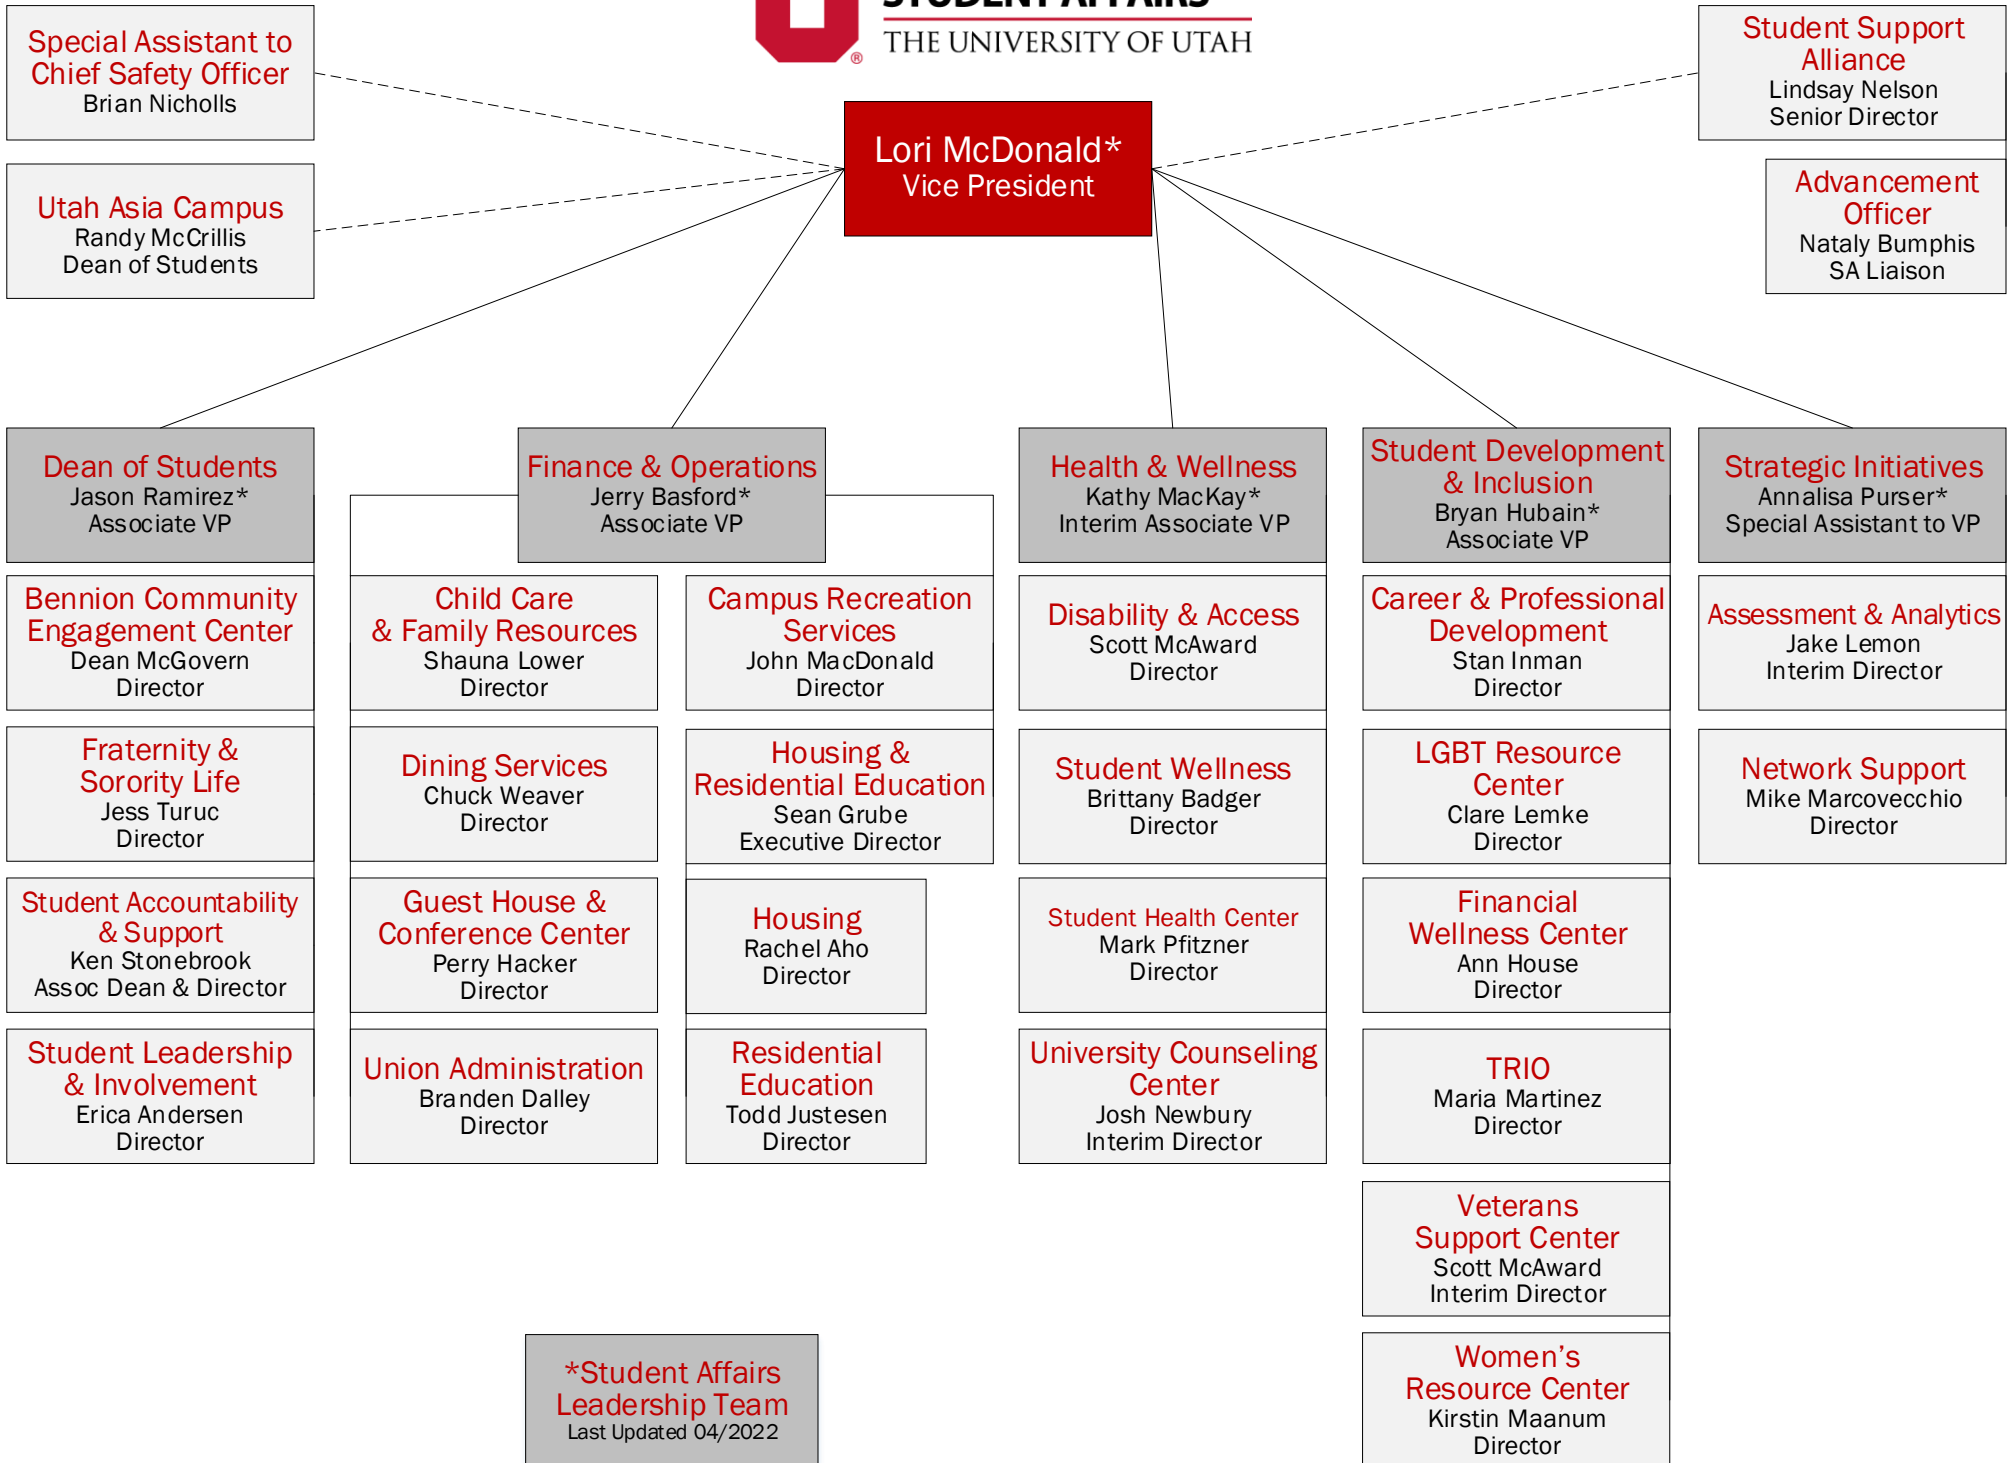 STUDENT AFFAIRS
THE UNIVERSITY OF UTAH
®
Special Assistant to
Chief Safety Officer
Brian Nicholls
Student Support
Alliance
Lindsay Nelson
Senior Director
Lori McDonald*
Vice President
Utah Asia Campus
Randy McCrillis
Dean of Students
Advancement
Officer
Nataly Bumphis
SA Liaison
Dean of Students
Jason Ramirez*
Associate VP
Finance & Operations
Jerry Basford*
Associate VP
Health & Wellness
Kathy MacKay*
Interim Associate VP
Student Development
& Inclusion
Bryan Hubain*
Associate VP
Strategic Initiatives
Annalisa Purser*
Special Assistant to VP
Bennion Community
Engagement Center
Dean McGovern
Director
Child Care
& Family Resources
Shauna Lower
Director
Campus Recreation
Services
John MacDonald
Director
Disability & Access
Scott McAward
Director
Career & Professional
Development
Stan Inman
Director
Assessment & Analytics
Jake Lemon
Interim Director
Fraternity &
Sorority Life
Jess Turuc
Director
Dining Services
Chuck Weaver
Director
Housing &
Residential Education
Sean Grube
Executive Director
Student Wellness
Brittany Badger
Director
LGBT Resource
Center
Clare Lemke
Director
Network Support
Mike Marcovecchio
Director
Student Accountability
& Support
Ken Stonebrook
Assoc Dean & Director
Guest House &
Conference Center
Perry Hacker
Director
Housing
Rachel Aho
Director
Student Health Center
Mark Pfitzner
Director
Financial
Wellness Center
Ann House
Director
Student Leadership
& Involvement
Erica Andersen
Director
Union Administration
Branden Dalley
Director
Residential
Education
Todd Justesen
Director
University Counseling
Center
Josh Newbury
Interim Director
TRIO
Maria Martinez
Director
Veterans
Support Center
Scott McAward
Interim Director
Women's
Resource Center
Kirstin Maanum
Director
*Student Affairs
Leadership Team
Last Updated 04/2022